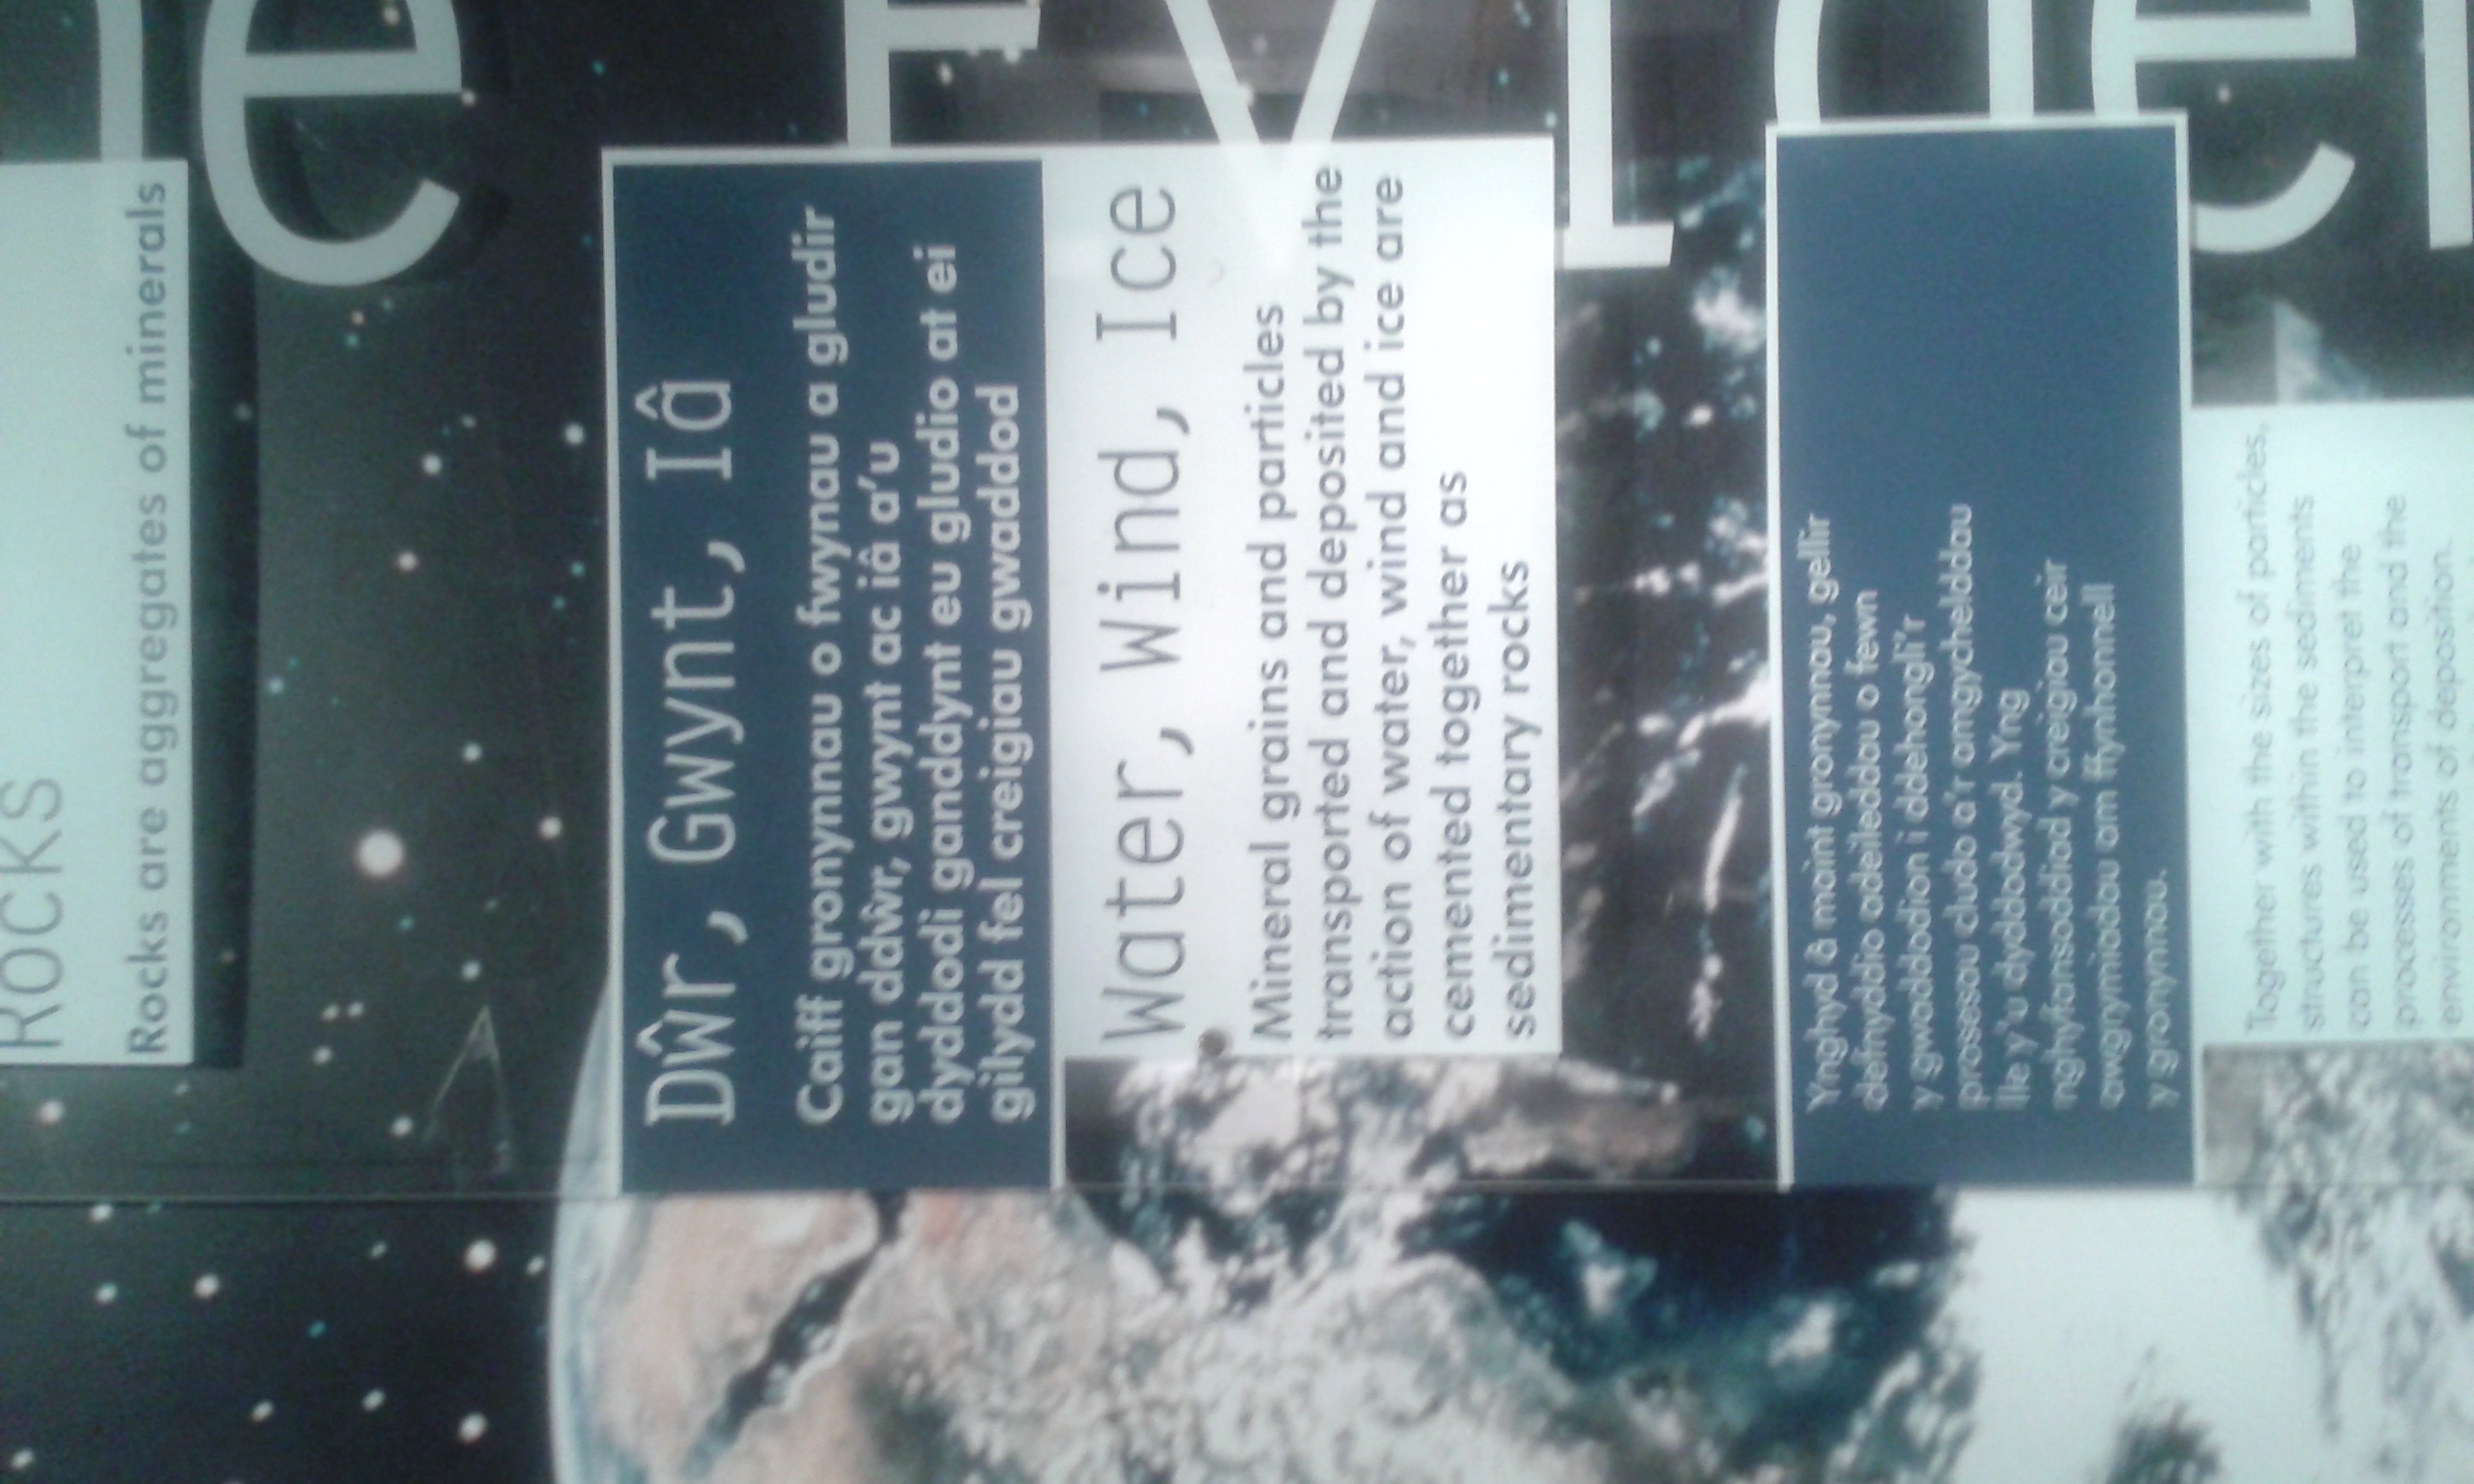 Rocks
Rocks are aggregates of minerals
Dŵr, Gwynt, Iâ
Caiff gronynnau o fwynau a gludir
gan ddŵr, gwynt ac iâ a'u
dyddodi ganddynt eu gludio at ei
gilydd fel creigiau gwaddod
Water, Wind, Ice
Mineral grains and particles
transported and deposited by the
action of water, wind and ice are
cemented together as
sedimentary rocks
Ynghyd â maint gronynnau, gellir
defnyddio adeileddau o fewn
y gwaddodion i ddehongli'r
prosesau cludo a'r amgychelddau
lle y'u dyddodwyd. Yng
nghyfansoddiad y creigiau ceir
awgrymiadau am ffynhonnell
y gronynnau.
Together with the sizes of particles,
structures within the sediments
can be used to interpret the
processes of transport and the
environments of deposition.